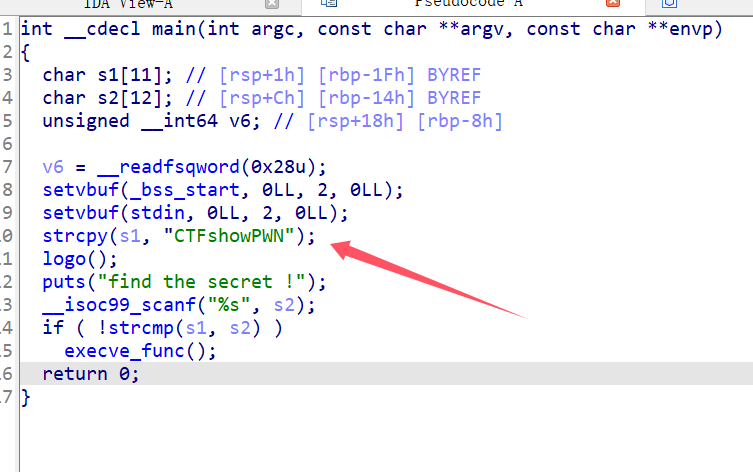 IDA View-A Pseudocode A
1 int __cdecl main(int argc, const char **argv, const char **envp)
2 {
3 char s1[11]; // [rsp+1h] [rbp-1Fh] BYREF
4 char s2[12]; // [rsp+Ch] [rbp-14h] BYREF
5 unsigned __int64 v6; // [rsp+18h] [rbp-8h]
6
7 v6 = __readfsqword(0x28u);
8 setvbuf(_bss_start, 0LL, 2, 0LL);
9 setvbuf(stdin, 0LL, 2, 0LL);
.0 strcpy(s1, "CTFshowPWN");
.1 logo();
.2 puts("find the secret !");
.3 __isoc99_scanf("%s", s2);
.4 if ( !strcmp(s1, s2) )
.5 execve_func();
.6 return 0;
.7 }